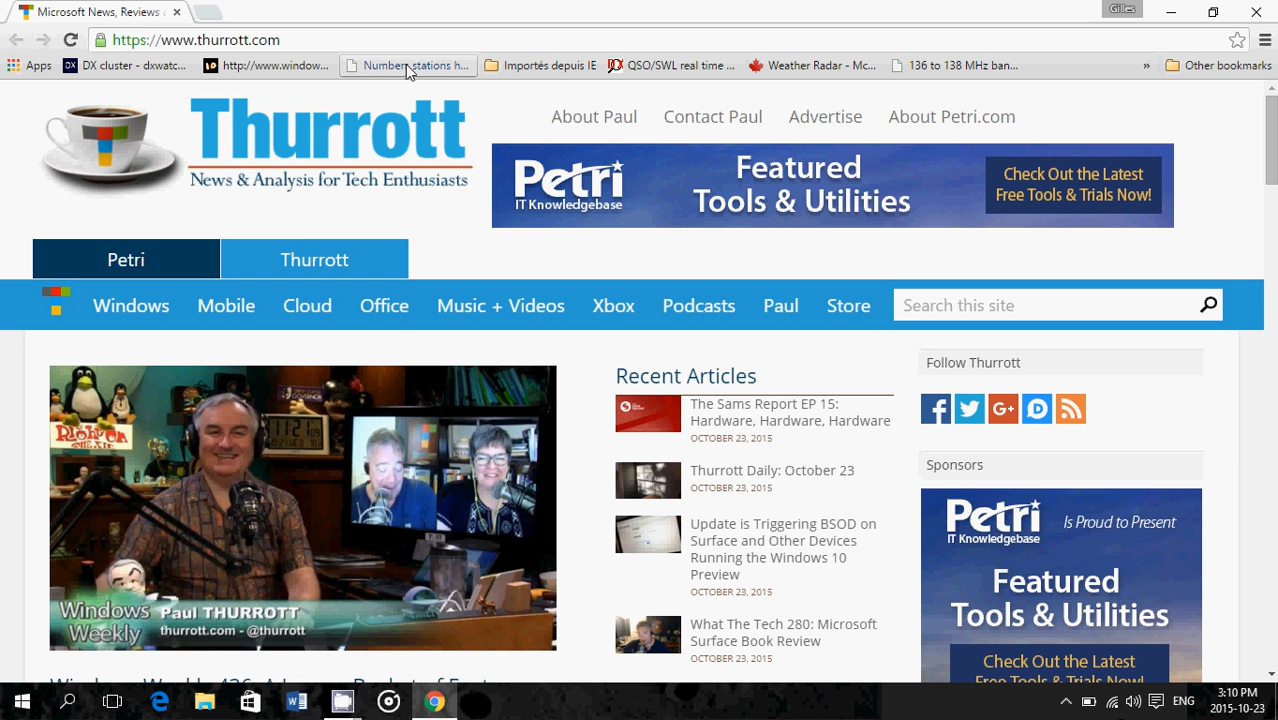 Microsoft News, Reviews
Gilles
https://www.thurrott.com
Apps
DX cluster - dxwatc...
http://www.window...
Numbers stations h...
Importés depuis IE
QSO/SWL real time ...
Weather Radar - Mc...
136 to 138 MHz ban...
»
Other bookmarks
Thurrott
News & Analysis for Tech Enthusiasts
About Paul
Contact Paul
Advertise
About Petri.com
Petri
IT Knowledgebase
Featured
Tools & Utilities
Check Out the Latest
Free Tools & Trials Now!
Petri
Thurrott
Windows
Mobile
Cloud
Office
Music + Videos
Xbox
Podcasts
Paul
Store
Search this site
11:21:09
Windows
Weekly
Paul THURROTT
thurrott.com - @thurrott
Recent Articles
The Sams Report EP 15:
Hardware, Hardware, Hardware
OCTOBER 23, 2015
Thurrott Daily: October 23
OCTOBER 23, 2015
Update is Triggering BSOD on
Surface and Other Devices
Running the Windows 10
Preview
OCTOBER 23, 2015
What The Tech 280: Microsoft
Surface Book Review
OCTOBER 23, 2015
Follow Thurrott
Sponsors
Petri
IT Knowledgebase
Is Proud to Present
Featured
Tools & Utilities
Check Out the Latest
ENG
3:10 PM
2015-10-23